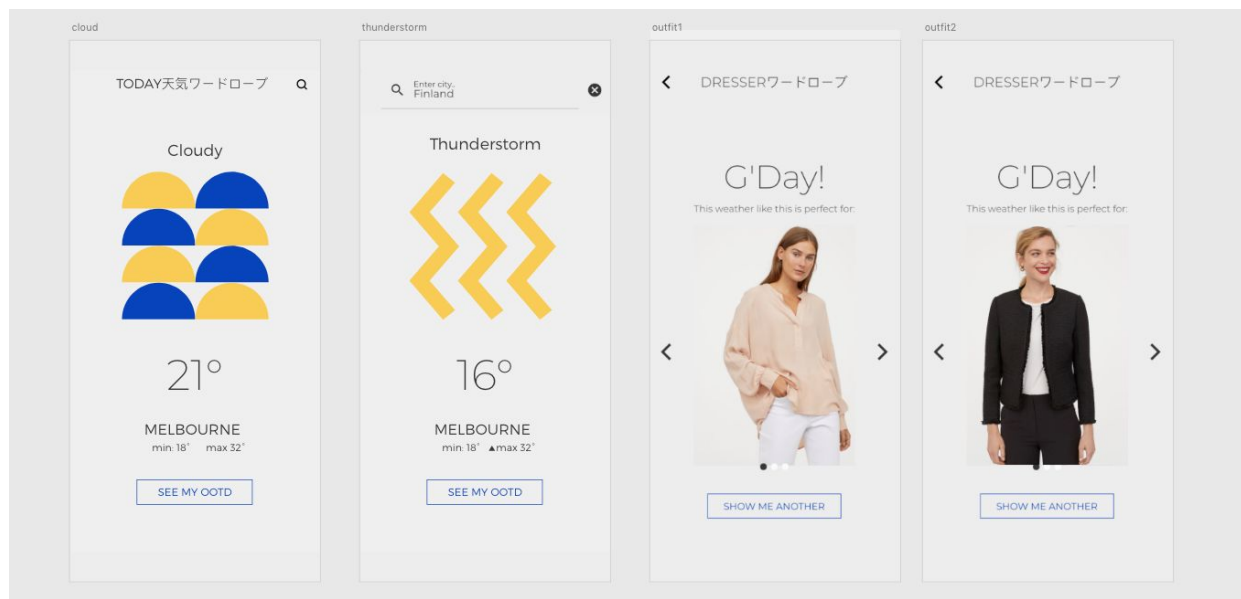 cloud
TODAY天気ワードローブ
Cloudy
21°
MELBOURNE
min: 18° max 32°
SEE MY OOTD
thunderstorm
Enter city..
Finland
Thunderstorm
16°
MELBOURNE
min: 18° ▲max 32°
SEE MY OOTD
outfit1
DRESSERワードローブ
G'Day!
This weather like this is perfect for:
SHOW ME ANOTHER
outfit2
DRESSERワードローブ
G'Day!
This weather like this is perfect for:
SHOW ME ANOTHER